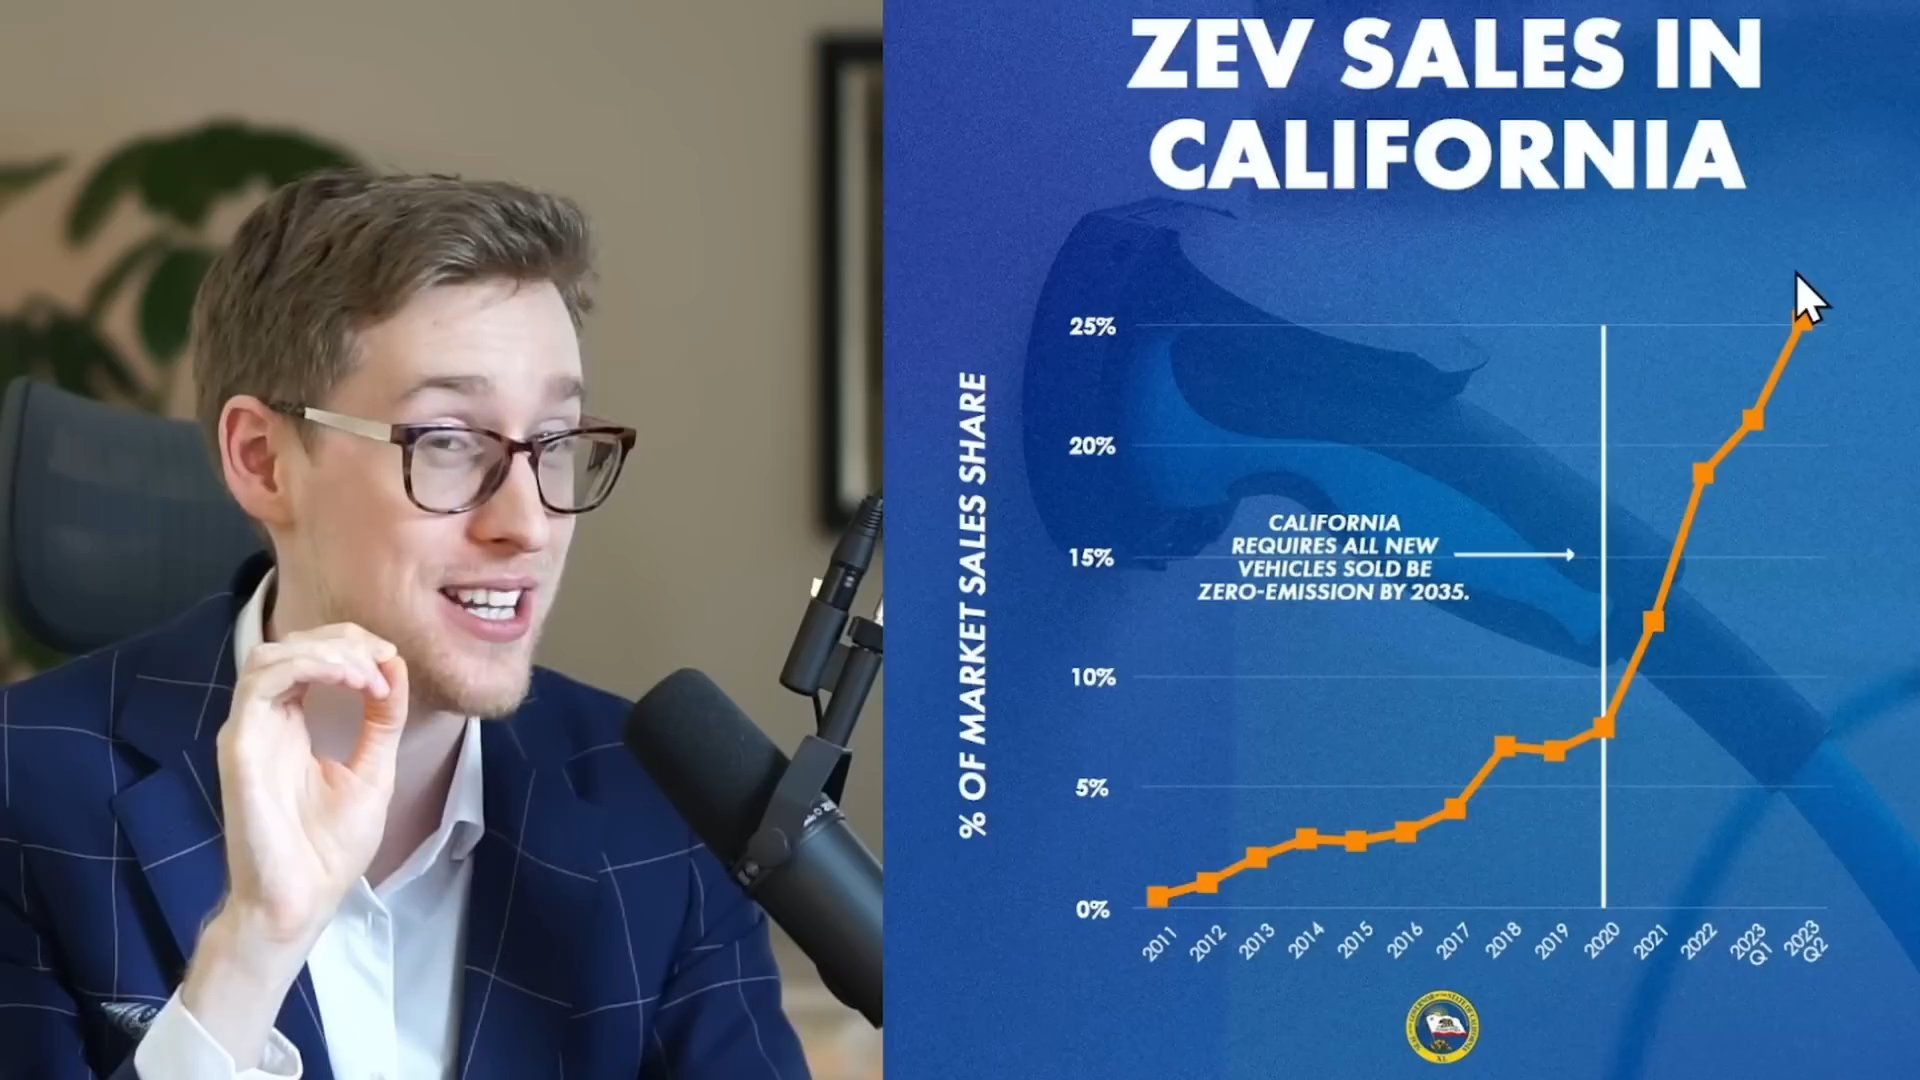 ZEV SALES IN
CALIFORNIA
% OF MARKET SALES SHARE
25%
20%
15%
10%
5%
0%
CALIFORNIA
REQUIRES ALL NEW
VEHICLES SOLD BE
ZERO-EMISSION BY 2035.
2011
2012
2013
2014
2015
2016
2017
2018
2019
2020
2021
2022
2023
Q1
2023
Q2